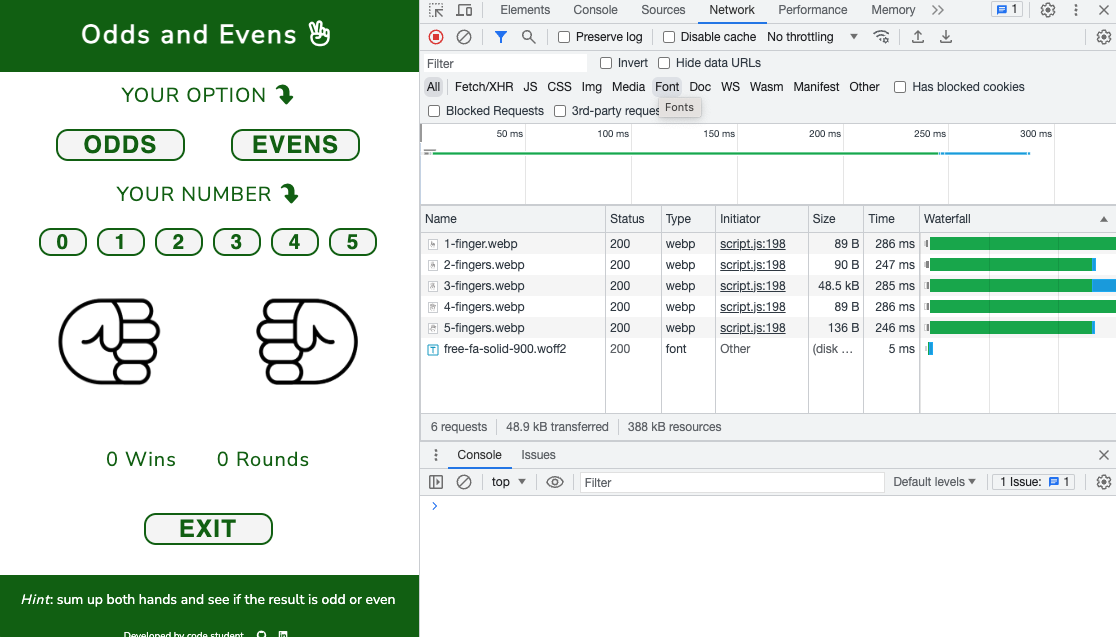 Odds and Evens
YOUR OPTION
ODDS EVENS
YOUR NUMBER
0 1 2 3 4 5
0 Wins 0 Rounds
EXIT
Hint: sum up both hands and see if the result is odd or even
Developed by code student
Elements Console Sources Network Performance Memory 1
Preserve log Disable cache No throttling
Filter Invert Hide data URLs
All Fetch/XHR JS CSS Img Media Font Doc WS Wasm Manifest Other Has blocked cookies
Blocked Requests 3rd-party reques
Fonts
50 ms 100 ms 150 ms 200 ms 250 ms 300 ms
Name Status Type Initiator Size Time Waterfall
1-finger.webp 200 webp script.js:198 89 B 286 ms
2-fingers.webp 200 webp script.js:198 90 B 247 ms
3-fingers.webp 200 webp script.js:198 48.5 kB 285 ms
4-fingers.webp 200 webp script.js:198 89 B 286 ms
5-fingers.webp 200 webp script.js:198 136 B 246 ms
free-fa-solid-900.woff2 200 font Other (disk ... 5 ms
6 requests 48.9 kB transferred 388 kB resources
Console Issues
top Filter Default levels 1 Issue: 1